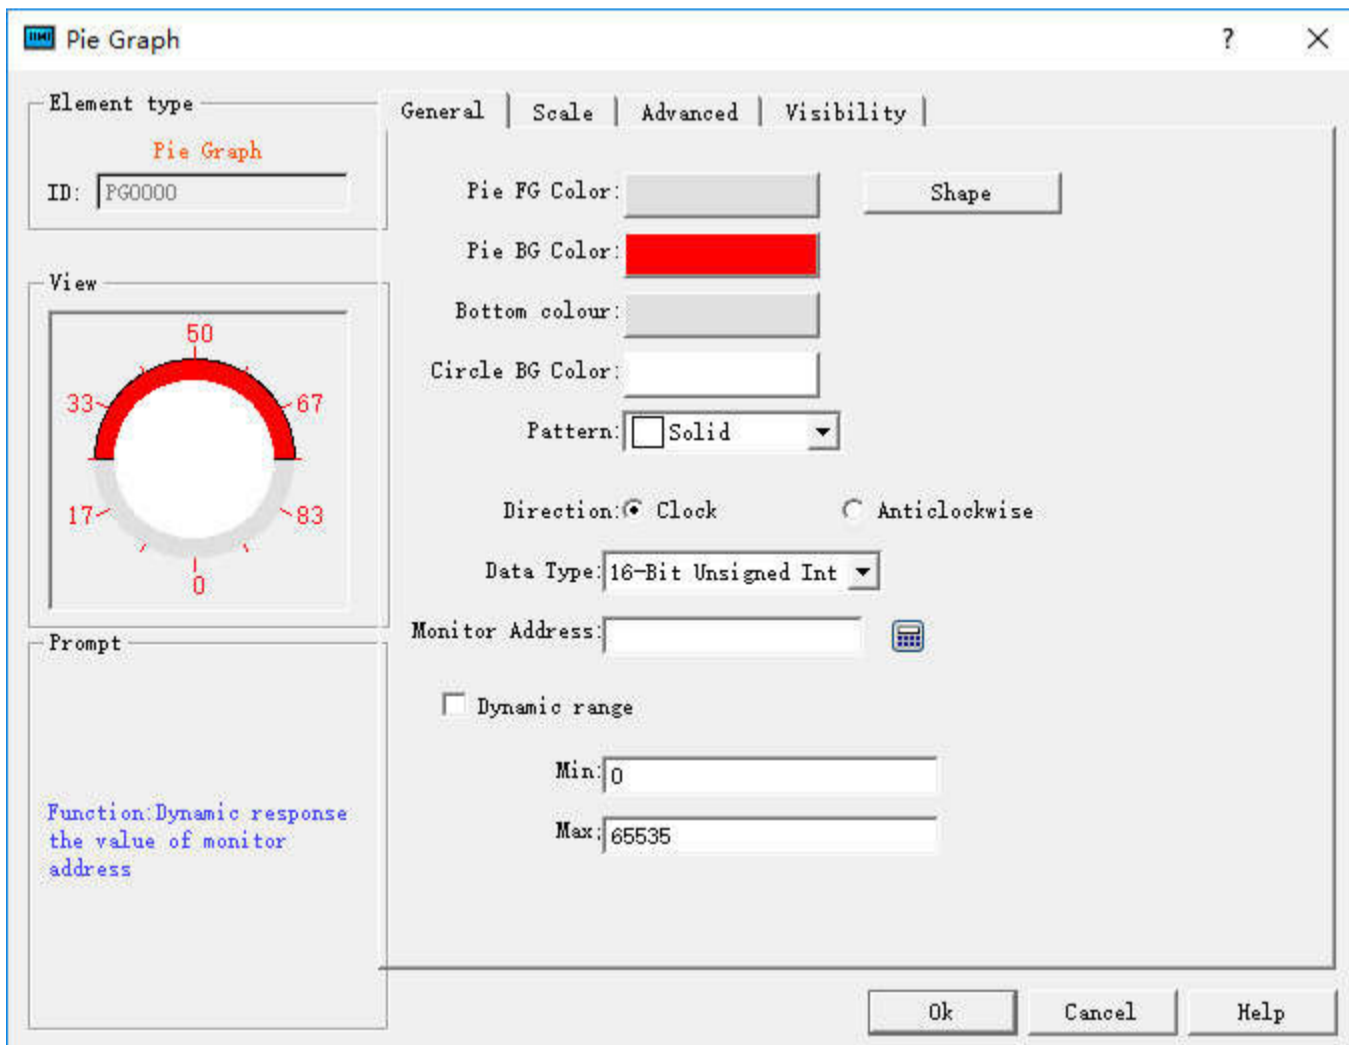 Pie Graph
?
Element type
Pie Graph
ID: PG0000
View
50
33
67
17
83
0
Prompt
Function:Dynamic response
the value of monitor
address
General
Scale
Advanced
Visibility
Pie FG Color:
Shape
Pie BG Color:
Bottom colour:
Circle BG Color:
Pattern: Solid
Direction: Clock
Anticlockwise
Data Type: 16-Bit Unsigned Int
Monitor Address:
Dynamic range
Min: 0
Max: 65535
Ok
Cancel
Help